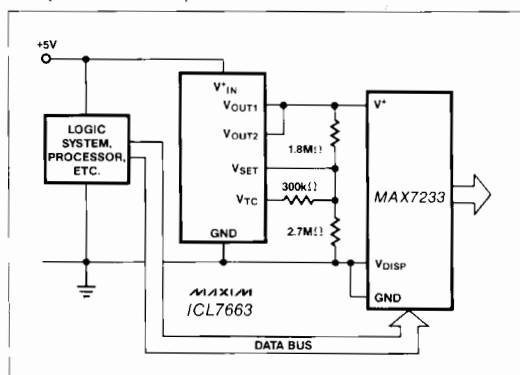 +5V
V⁺IN
VOUT1
VOUT2
VSET
VTC
GND
LOGIC
SYSTEM,
PROCESSOR,
ETC.
1.8MΩ
300kΩ
2.7MΩ
V⁺
MAX7233
VDISP
GND
MAXIM
ICL7663
DATA BUS